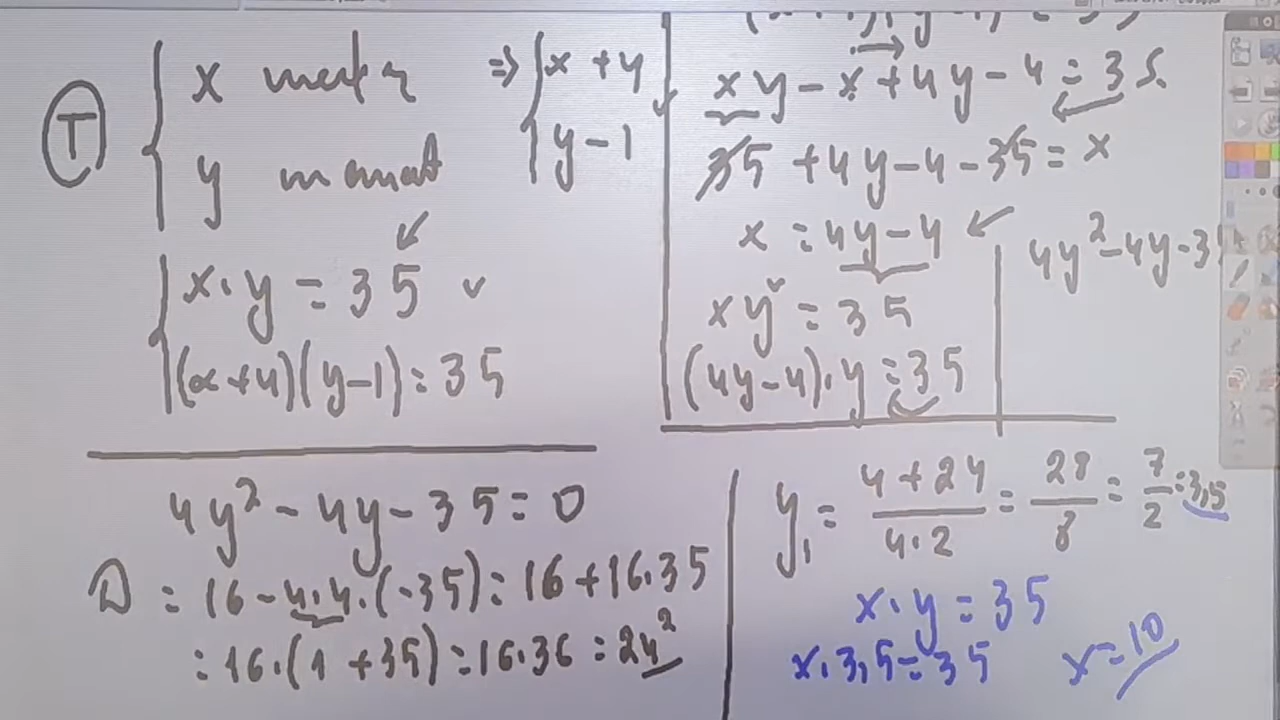 T
x metr ⇒ x + 4
y manat y - 1
x · y = 35
(x + 4)(y - 1) = 35
xy - x + 4y - 4 = 35
35 + 4y - 4 - 35 = x
x = 4y - 4
xy = 35
(4y - 4) · y = 35
4y² - 4y - 3
4y² - 4y - 35 = 0
D = 16 - 4·4·(-35) = 16 + 16·35
= 16·(1 + 35) = 16·36 = 24²
y₁ = (4 + 24)/(4·2) = 28/8 = 7/2 = 3,5
x · y = 35
x · 3,5 = 35 x = 10